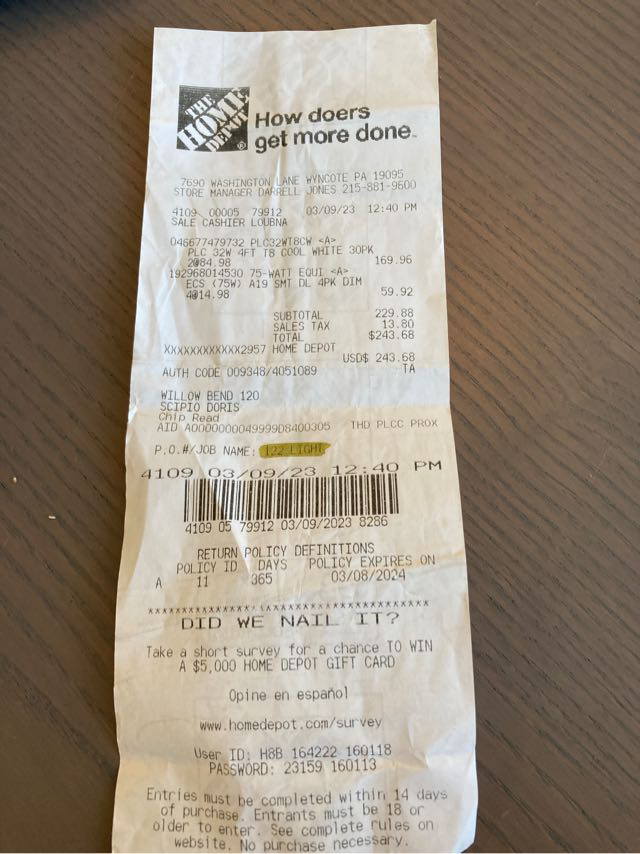 THE
HOME
DEPOT
How doers
get more done.
7690 WASHINGTON LANE WYNCOTE PA 19095
STORE MANAGER DARRELL JONES 215-881-9600
4109 00005 79912 03/09/23 12:40 PM
SALE CASHIER LOUBNA
046677479732 PLC32WT8CW <A>
PLC 32W 4FT T8 COOL WHITE 30PK
2@84.98 169.96
192968014530 75-WATT EQUI <A>
ECS (75W) A19 SMT DL 4PK DIM
4@14.98 59.92
SUBTOTAL 229.88
SALES TAX 13.80
TOTAL $243.68
XXXXXXXXXXXX2957 HOME DEPOT
USD$ 243.68
AUTH CODE 009348/4051089 TA
WILLOW BEND 120
SCIPIO DORIS
Chip Read
AID A0000000049999D8400305 THD PLCC PROX
P.O.#/JOB NAME: 122 LIGHT
4109 03/09/23 12:40 PM
4109 05 79912 03/09/2023 8286
RETURN POLICY DEFINITIONS
POLICY ID DAYS POLICY EXPIRES ON
A 11 365 03/08/2024
DID WE NAIL IT?
Take a short survey for a chance TO WIN
A $5,000 HOME DEPOT GIFT CARD
Opine en español
www.homedepot.com/survey
User ID: H8B 164222 160118
PASSWORD: 23159 160113
Entries must be completed within 14 days
of purchase. Entrants must be 18 or
older to enter. See complete rules on
website. No purchase necessary.